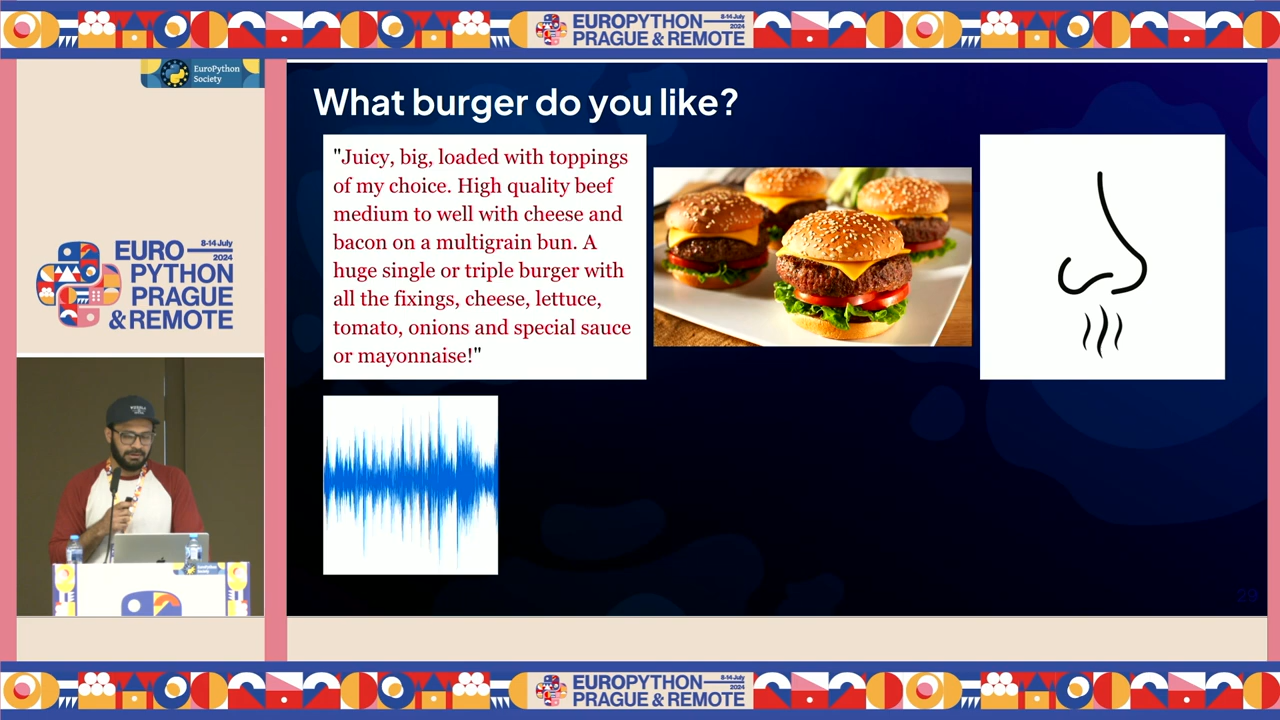 EUROPYTHON
8-14 July
2024
PRAGUE & REMOTE
EuroPython
Society
What burger do you like?
"Juicy, big, loaded with toppings
of my choice. High quality beef
medium to well with cheese and
bacon on a multigrain bun. A
huge single or triple burger with
all the fixings, cheese, lettuce,
tomato, onions and special sauce
or mayonnaise!"
EURO
8-14 July
2024
PYTHON
PRAGUE
& REMOTE
EuroPython
Society
29
EUROPYTHON
8-14 July
2024
PRAGUE & REMOTE